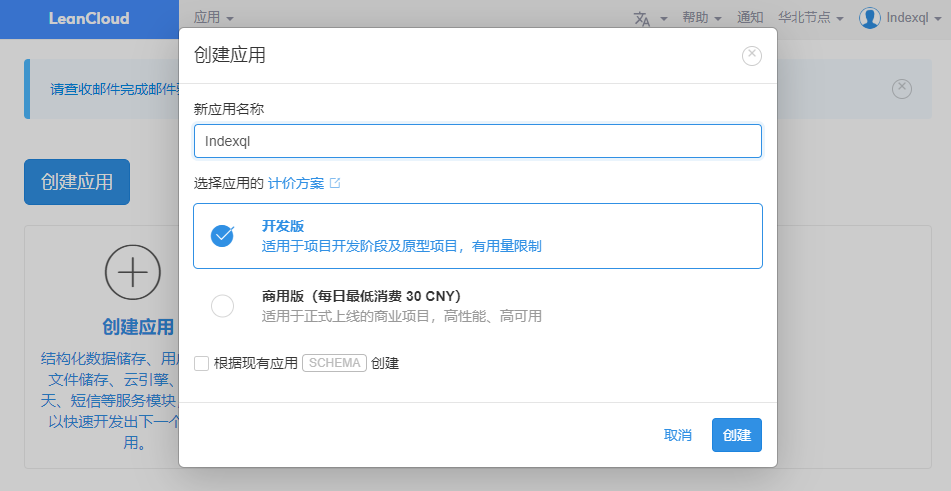 LeanCloud 应用 帮助 通知 华北节点 Indexql
创建应用
请查收邮件完成邮件
新应用名称
Indexql
创建应用
选择应用的 计价方案
开发版
适用于项目开发阶段及原型项目，有用量限制
商用版（每日最低消费 30 CNY）
适用于正式上线的商业项目，高性能、高可用
创建应用
结构化数据储存、用
文件储存、云引擎、
天、短信等服务模块
以快速开发出下一个
用。
根据现有应用 SCHEMA 创建
取消 创建